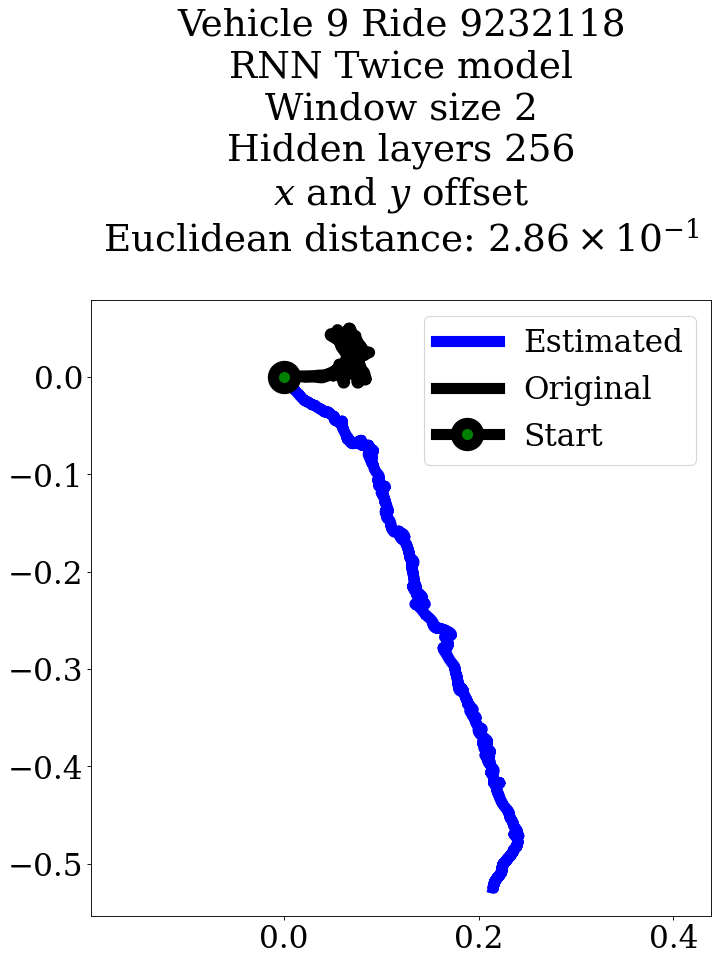 Vehicle 9 Ride 9232118
RNN Twice model
Window size 2
Hidden layers 256
x and y offset
Euclidean distance: 2.86 × 10⁻¹
Estimated
Original
Start
0.0
−0.1
−0.2
−0.3
−0.4
−0.5
0.0 0.2 0.4